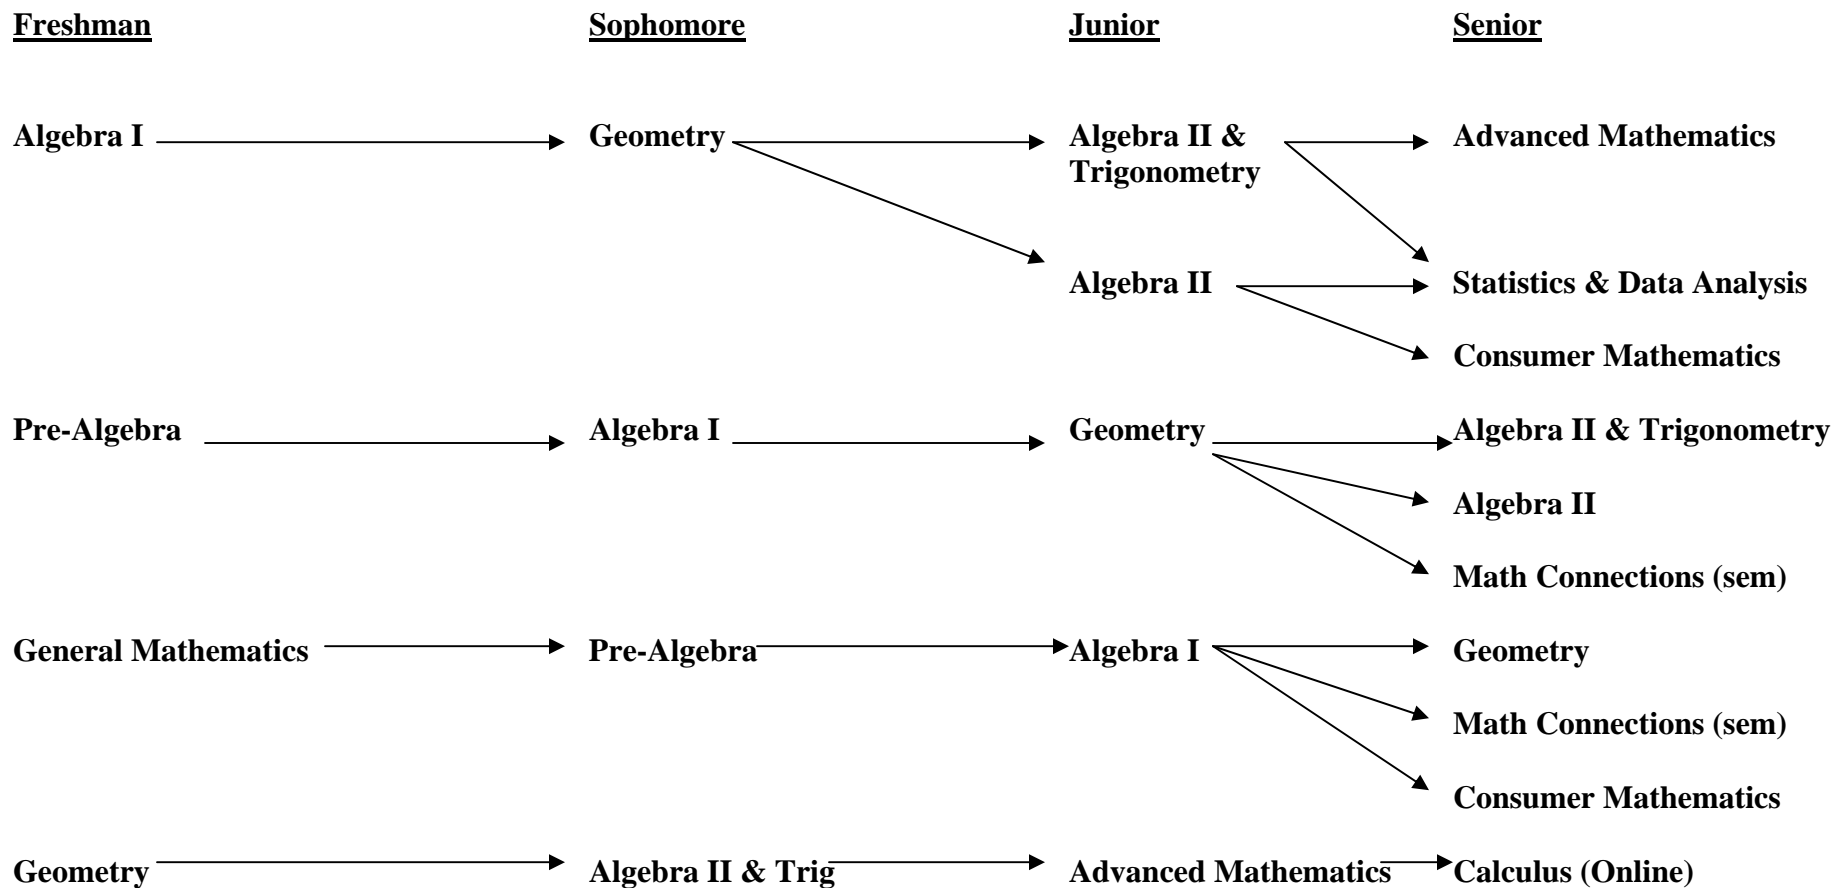 Freshman Sophomore Junior Senior
Algebra I Geometry Algebra II & Advanced Mathematics
Trigonometry
Algebra II Statistics & Data Analysis
Consumer Mathematics
Pre-Algebra Algebra I Geometry Algebra II & Trigonometry
Algebra II
Math Connections (sem)
General Mathematics Pre-Algebra Algebra I Geometry
Math Connections (sem)
Consumer Mathematics
Geometry Algebra II & Trig Advanced Mathematics Calculus (Online)